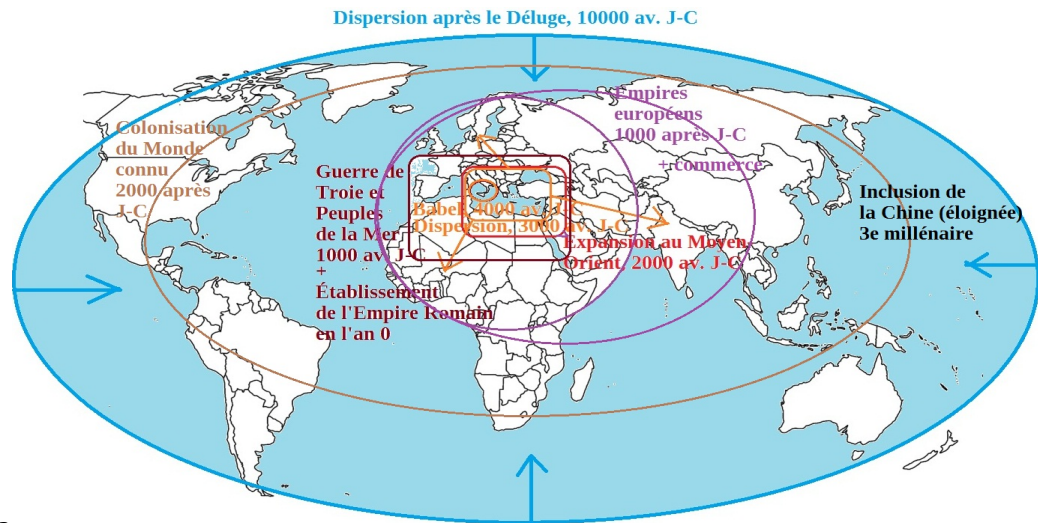 Dispersion après le Déluge, 10000 av. J-C
Empires
européens
1000 après J-C
+ commerce
Colonisation
du Monde
connu
2000 après
J-C
Guerre de
Troie et
Peuples
de la Mer
1000 av. J-C
+
Établissement
de l'Empire Romain
en l'an 0
Babel, 4000 av. J-C
Dispersion, 3000 av. J-C
Expansion au Moyen
Orient, 2000 av. J-C
Inclusion de
la Chine (éloignée)
3e millénaire